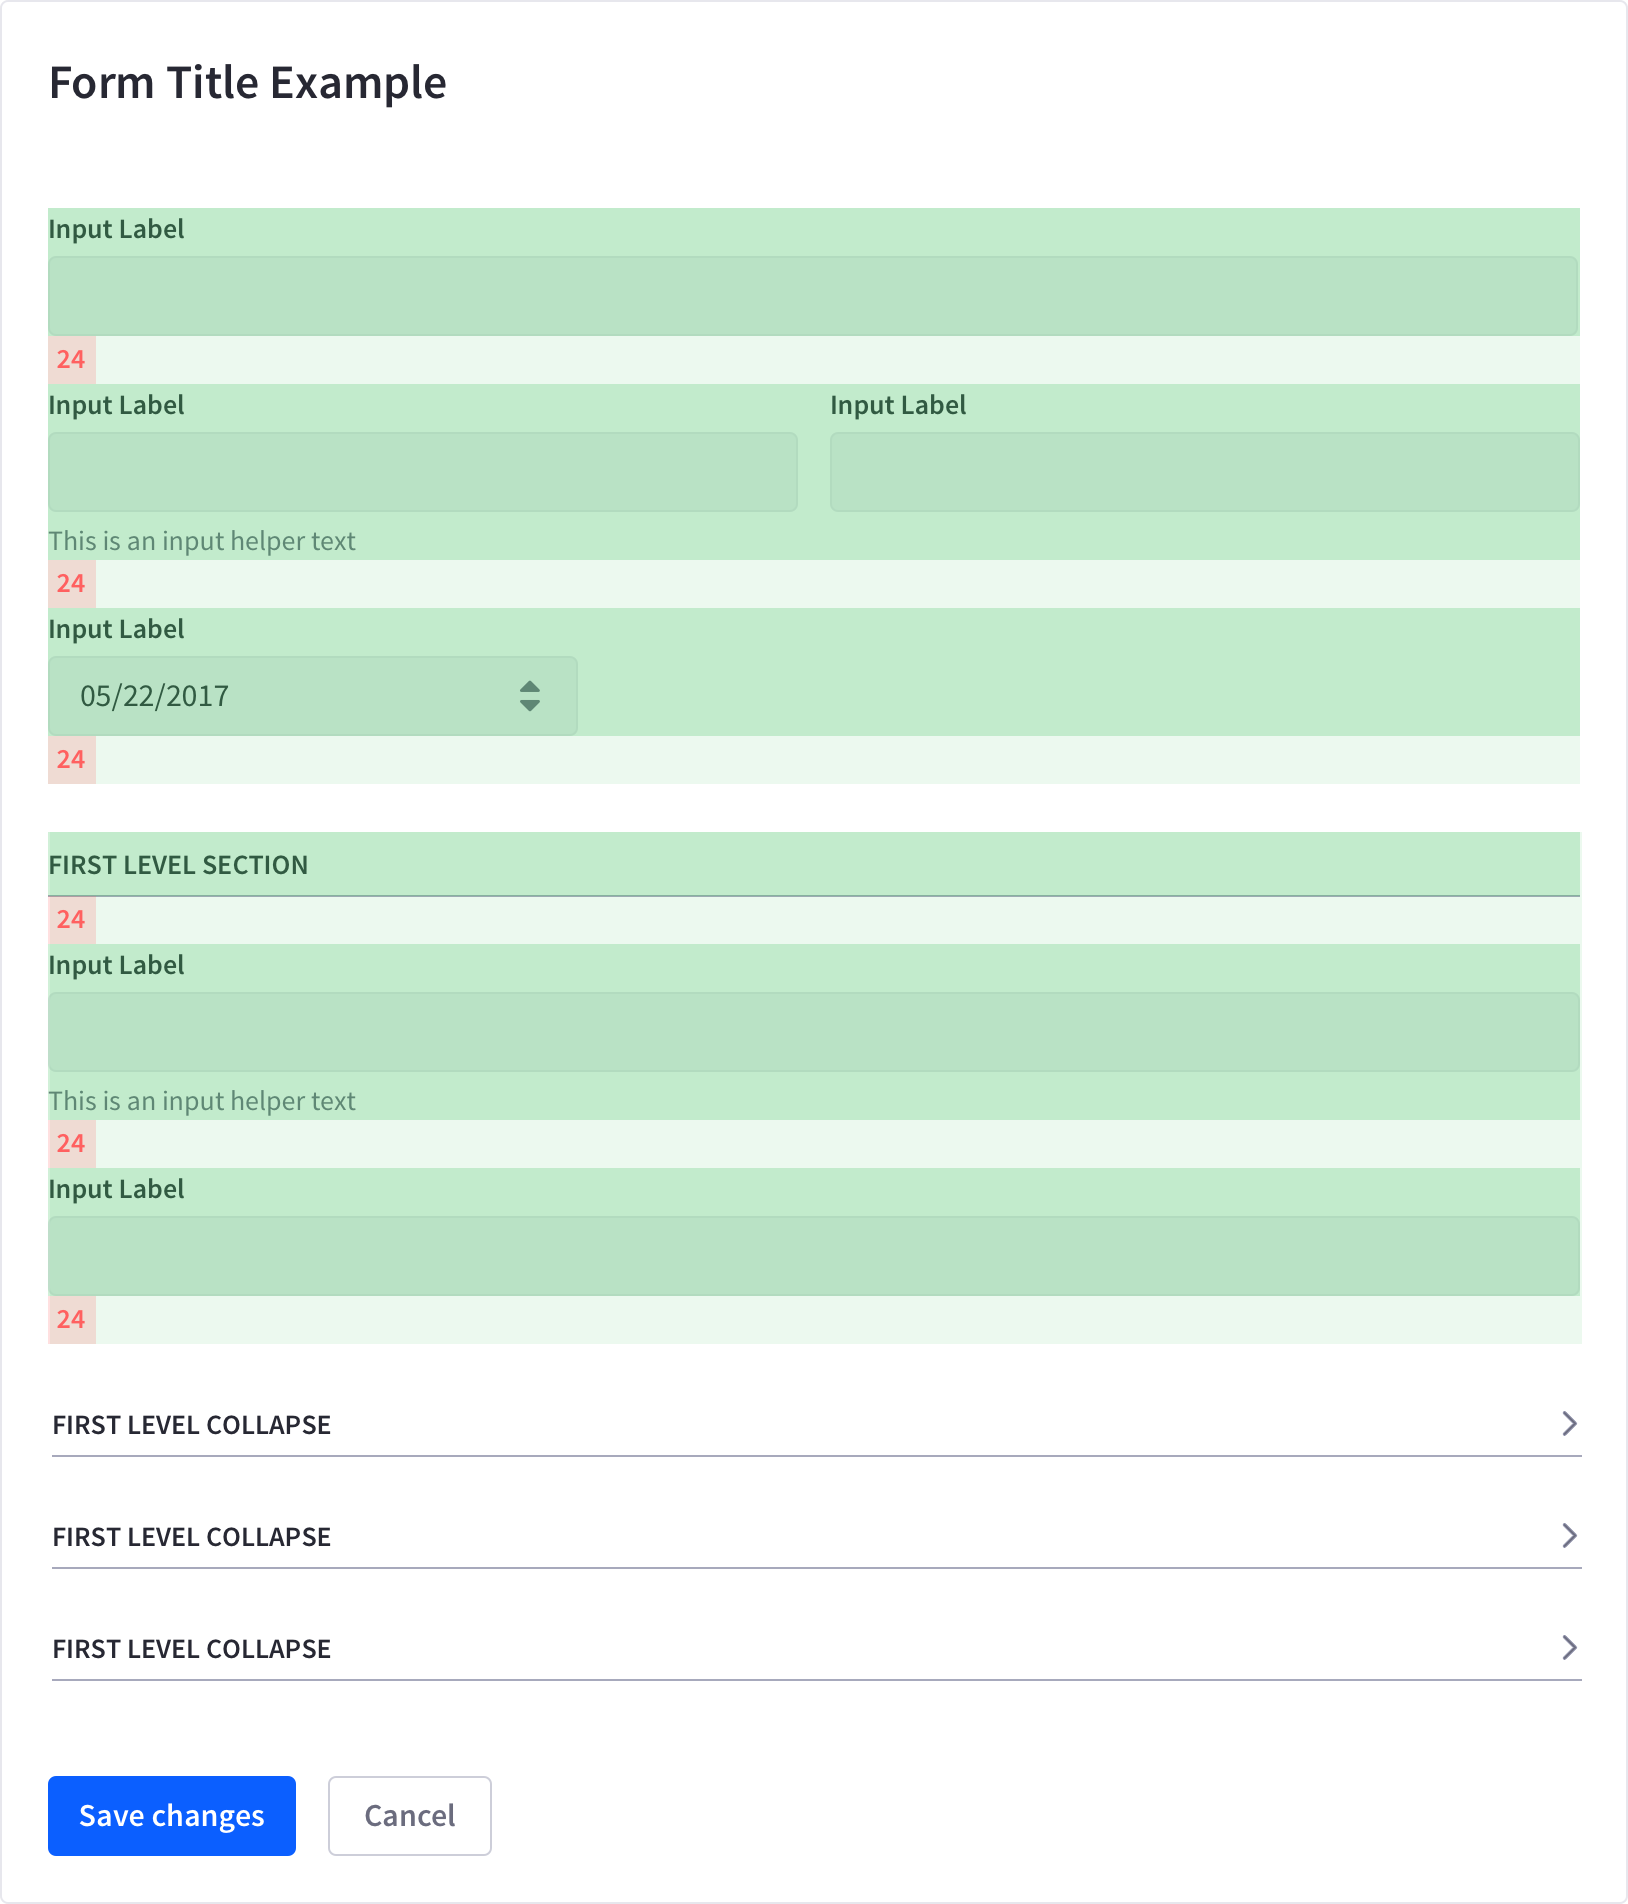 Form Title Example
Input Label
24
Input Label Input Label
This is an input helper text
24
Input Label
05/22/2017
24
FIRST LEVEL SECTION
24
Input Label
This is an input helper text
24
Input Label
24
FIRST LEVEL COLLAPSE
FIRST LEVEL COLLAPSE
FIRST LEVEL COLLAPSE
Save changes Cancel